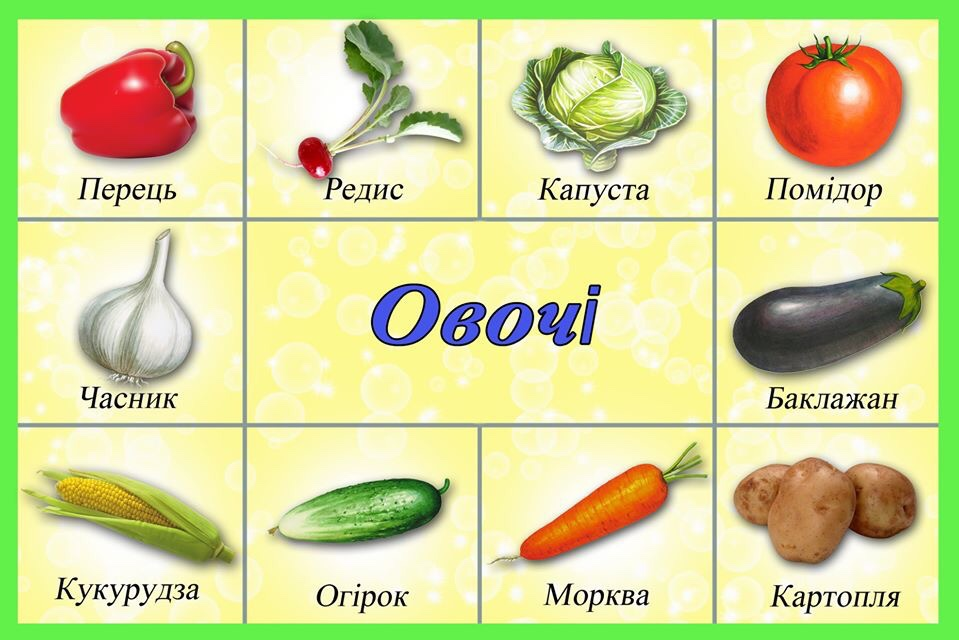 Перець
Редис
Капуста
Помідор
Часник
Овочі
Баклажан
Кукурудза
Огірок
Морква
Картопля